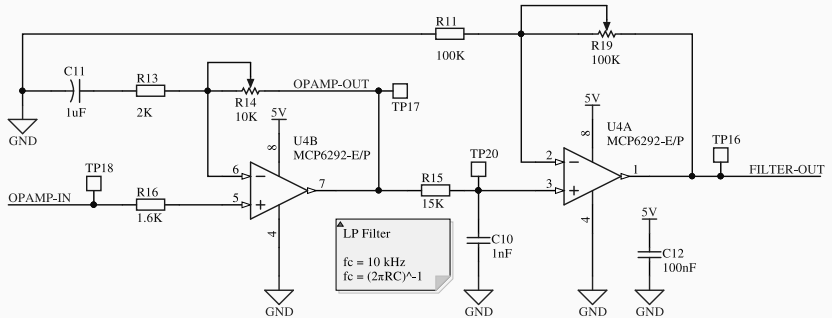 R11
100K
R19
100K
C11
1uF
R13
2K
R14
10K
OPAMP-OUT
TP17
GND
5V
8
U4B
MCP6292-E/P
5V
8
U4A
MCP6292-E/P
TP18
OPAMP-IN
R16
1.6K
6
5
7
4
TP20
R15
15K
2
3
1
4
TP16
FILTER-OUT
LP Filter
fc = 10 kHz
fc = (2πRC)^-1
C10
1nF
5V
C12
100nF
GND
GND
GND
GND